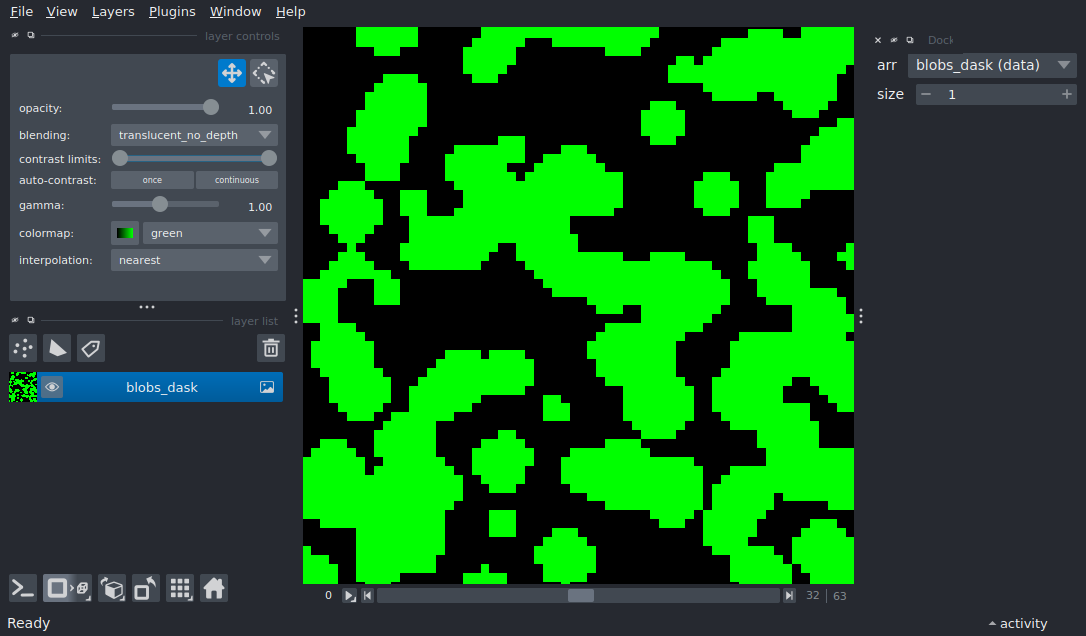 File View Layers Plugins Window Help
layer controls
opacity: 1.00
blending: translucent_no_depth
contrast limits:
auto-contrast: once continuous
gamma: 1.00
colormap: green
interpolation: nearest
layer list
blobs_dask
Dock
arr blobs_dask (data)
size 1
0 32 63
Ready
activity